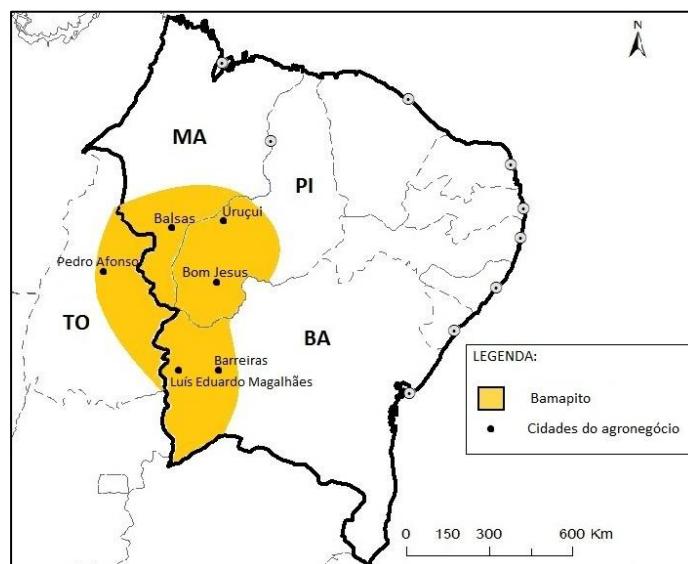 N
MA
PI
Balsas
Uruçuí
Pedro Afonso
Bom Jesus
TO
BA
Barreiras
Luís Eduardo Magalhães
LEGENDA:
Bamapito
Cidades do agronegócio
0 150 300 600 Km